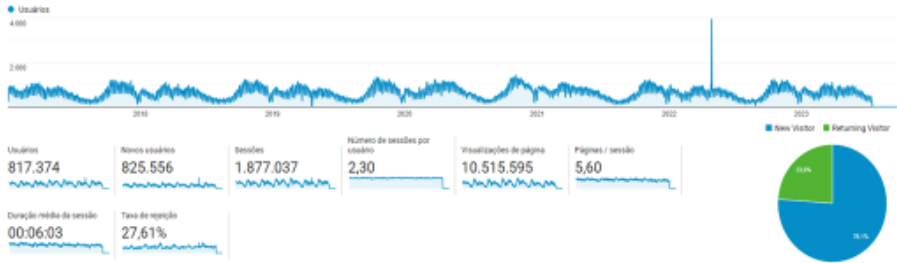 Usuários
4.000
2.000
2018
2019
2020
2021
2022
2023
New Visitor
Returning Visitor
Usuários
817.374
Novos usuários
825.556
Sessões
1.877.037
Número de sessões por
usuário
2,30
Visualizações de página
10.515.595
Páginas / sessão
5,60
Duração média da sessão
00:06:03
Taxa de rejeição
27,61%